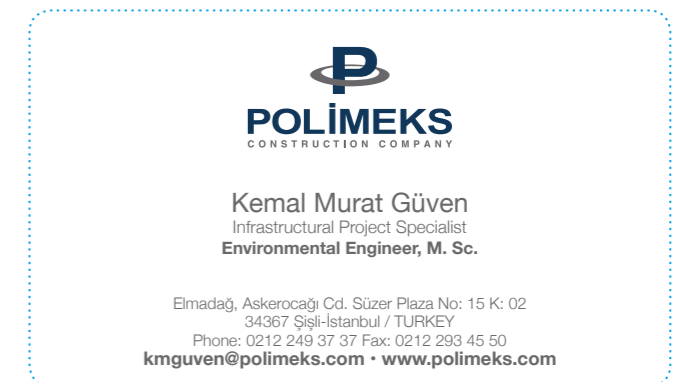 P
POLİMEKS
CONSTRUCTION COMPANY
Kemal Murat Güven
Infrastructural Project Specialist
Environmental Engineer, M. Sc.
Elmadağ, Askerocağı Cd. Süzer Plaza No: 15 K: 02
34367 Şişli-İstanbul / TURKEY
Phone: 0212 249 37 37 Fax: 0212 293 45 50
kmguven@polimeks.com • www.polimeks.com